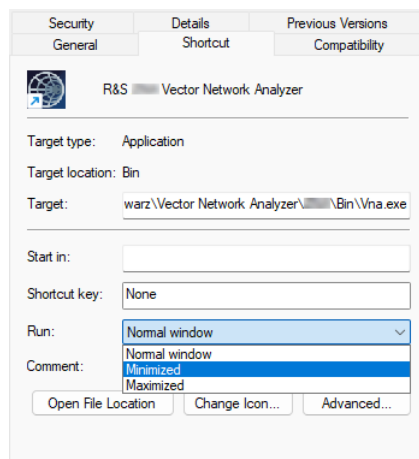 Security Details Previous Versions
General Shortcut Compatibility
R&S Vector Network Analyzer
Target type: Application
Target location: Bin
Target: warz\Vector Network Analyzer\ \Bin\Vna.exe
Start in:
Shortcut key: None
Run: Normal window
Normal window
Comment: Minimized
Maximized
Open File Location Change Icon... Advanced...